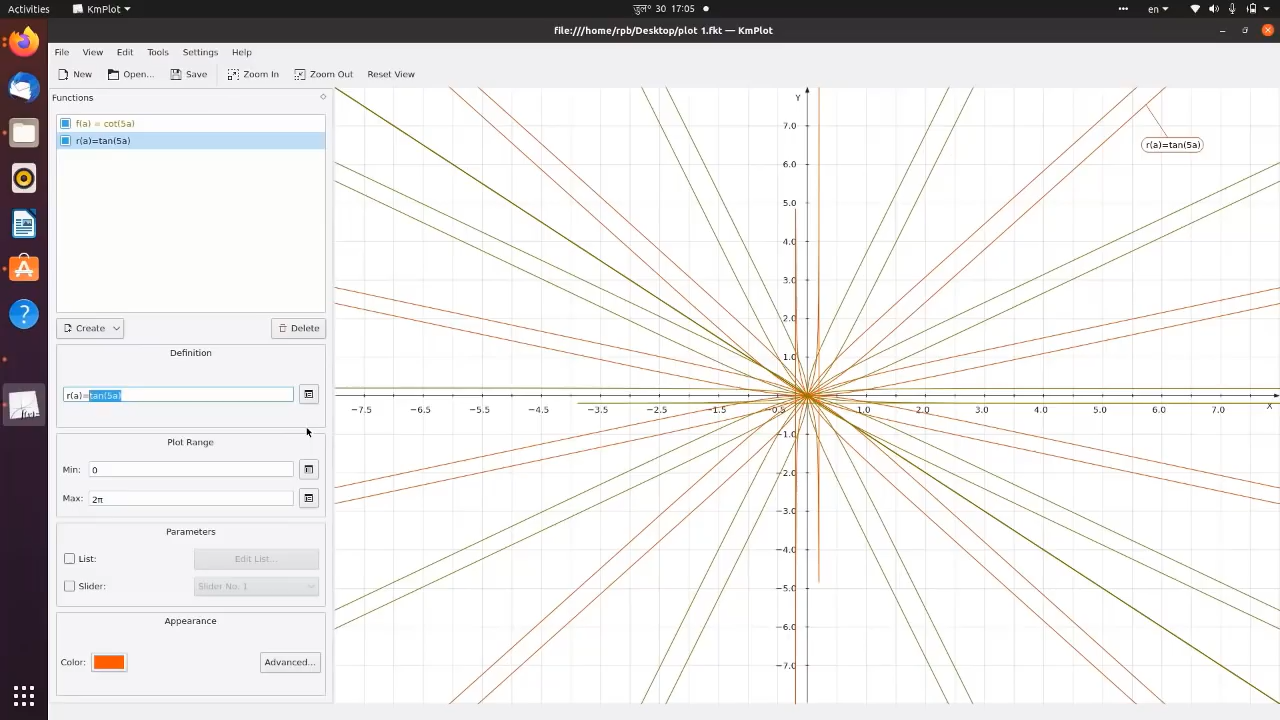 Activities
KmPlot
जुल° 30 17:05
en
file:///home/rpb/Desktop/plot 1.fkt — KmPlot
File View Edit Tools Settings Help
New Open... Save Zoom In Zoom Out Reset View
Functions
f(a) = cot(5a)
r(a)=tan(5a)
Create Delete
Definition
r(a)=tan(5a)
Plot Range
Min: 0
Max: 2π
Parameters
List: Edit List...
Slider: Slider No. 1
Appearance
Color: Advanced...
Y
7.0
6.0
5.0
4.0
3.0
2.0
1.0
−7.5 −6.5 −5.5 −4.5 −3.5 −2.5 −1.5 −0.5 1.0 2.0 3.0 4.0 5.0 6.0 7.0 X
−1.0
−2.0
−3.0
−4.0
−5.0
−6.0
−7.0
r(a)=tan(5a)